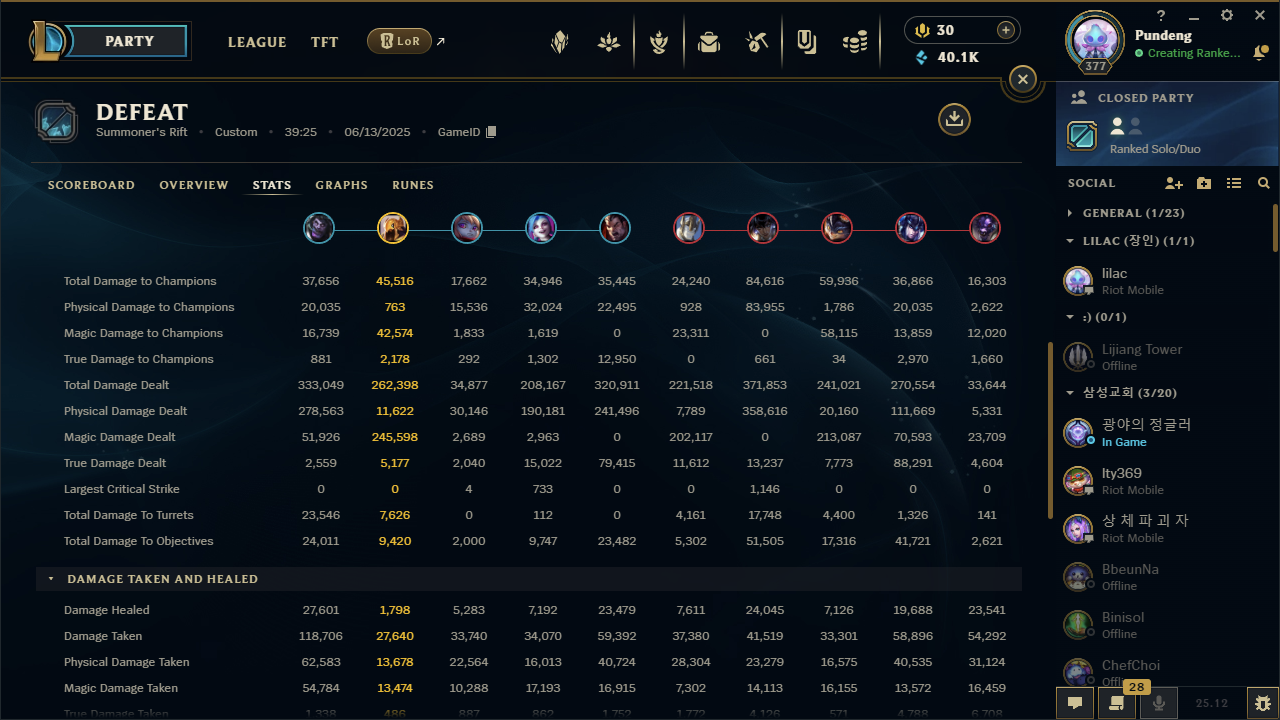 PARTY
LEAGUE TFT LoR
30
40.1K
?
Pundeng
Creating Ranke...
377
DEFEAT
Summoner's Rift • Custom • 39:25 • 06/13/2025 • GameID
CLOSED PARTY
Ranked Solo/Duo
SCOREBOARD OVERVIEW STATS GRAPHS RUNES
Total Damage to Champions 37,656 45,516 17,662 34,946 35,445 24,240 84,616 59,936 36,866 16,303
Physical Damage to Champions 20,035 763 15,536 32,024 22,495 928 83,955 1,786 20,035 2,622
Magic Damage to Champions 16,739 42,574 1,833 1,619 0 23,311 0 58,115 13,859 12,020
True Damage to Champions 881 2,178 292 1,302 12,950 0 661 34 2,970 1,660
Total Damage Dealt 333,049 262,398 34,877 208,167 320,911 221,518 371,853 241,021 270,554 33,644
Physical Damage Dealt 278,563 11,622 30,146 190,181 241,496 7,789 358,616 20,160 111,669 5,331
Magic Damage Dealt 51,926 245,598 2,689 2,963 0 202,117 0 213,087 70,593 23,709
True Damage Dealt 2,559 5,177 2,040 15,022 79,415 11,612 13,237 7,773 88,291 4,604
Largest Critical Strike 0 0 4 733 0 0 1,146 0 0 0
Total Damage To Turrets 23,546 7,626 0 112 0 4,161 17,748 4,400 1,326 141
Total Damage To Objectives 24,011 9,420 2,000 9,747 23,482 5,302 51,505 17,316 41,721 2,621
DAMAGE TAKEN AND HEALED
Damage Healed 27,601 1,798 5,283 7,192 23,479 7,611 24,045 7,126 19,688 23,541
Damage Taken 118,706 27,640 33,740 34,070 59,392 37,380 41,519 33,301 58,896 54,292
Physical Damage Taken 62,583 13,678 22,564 16,013 40,724 28,304 23,279 16,575 40,535 31,124
Magic Damage Taken 54,784 13,474 10,288 17,193 16,915 7,302 14,113 16,155 13,572 16,459
True Damage Taken 1,338 486 887 862 1,752 1,772 4,126 571 4,788 6,708
SOCIAL
GENERAL (1/23)
LILAC (장인) (1/1)
lilac
Riot Mobile
:) (0/1)
Lijiang Tower
Offline
삼성교회 (3/20)
광야의 정글러
In Game
lty369
Riot Mobile
상 체 파 괴 자
Riot Mobile
BbeunNa
Offline
Binisol
Offline
ChefChoi
Offline
28
25.12